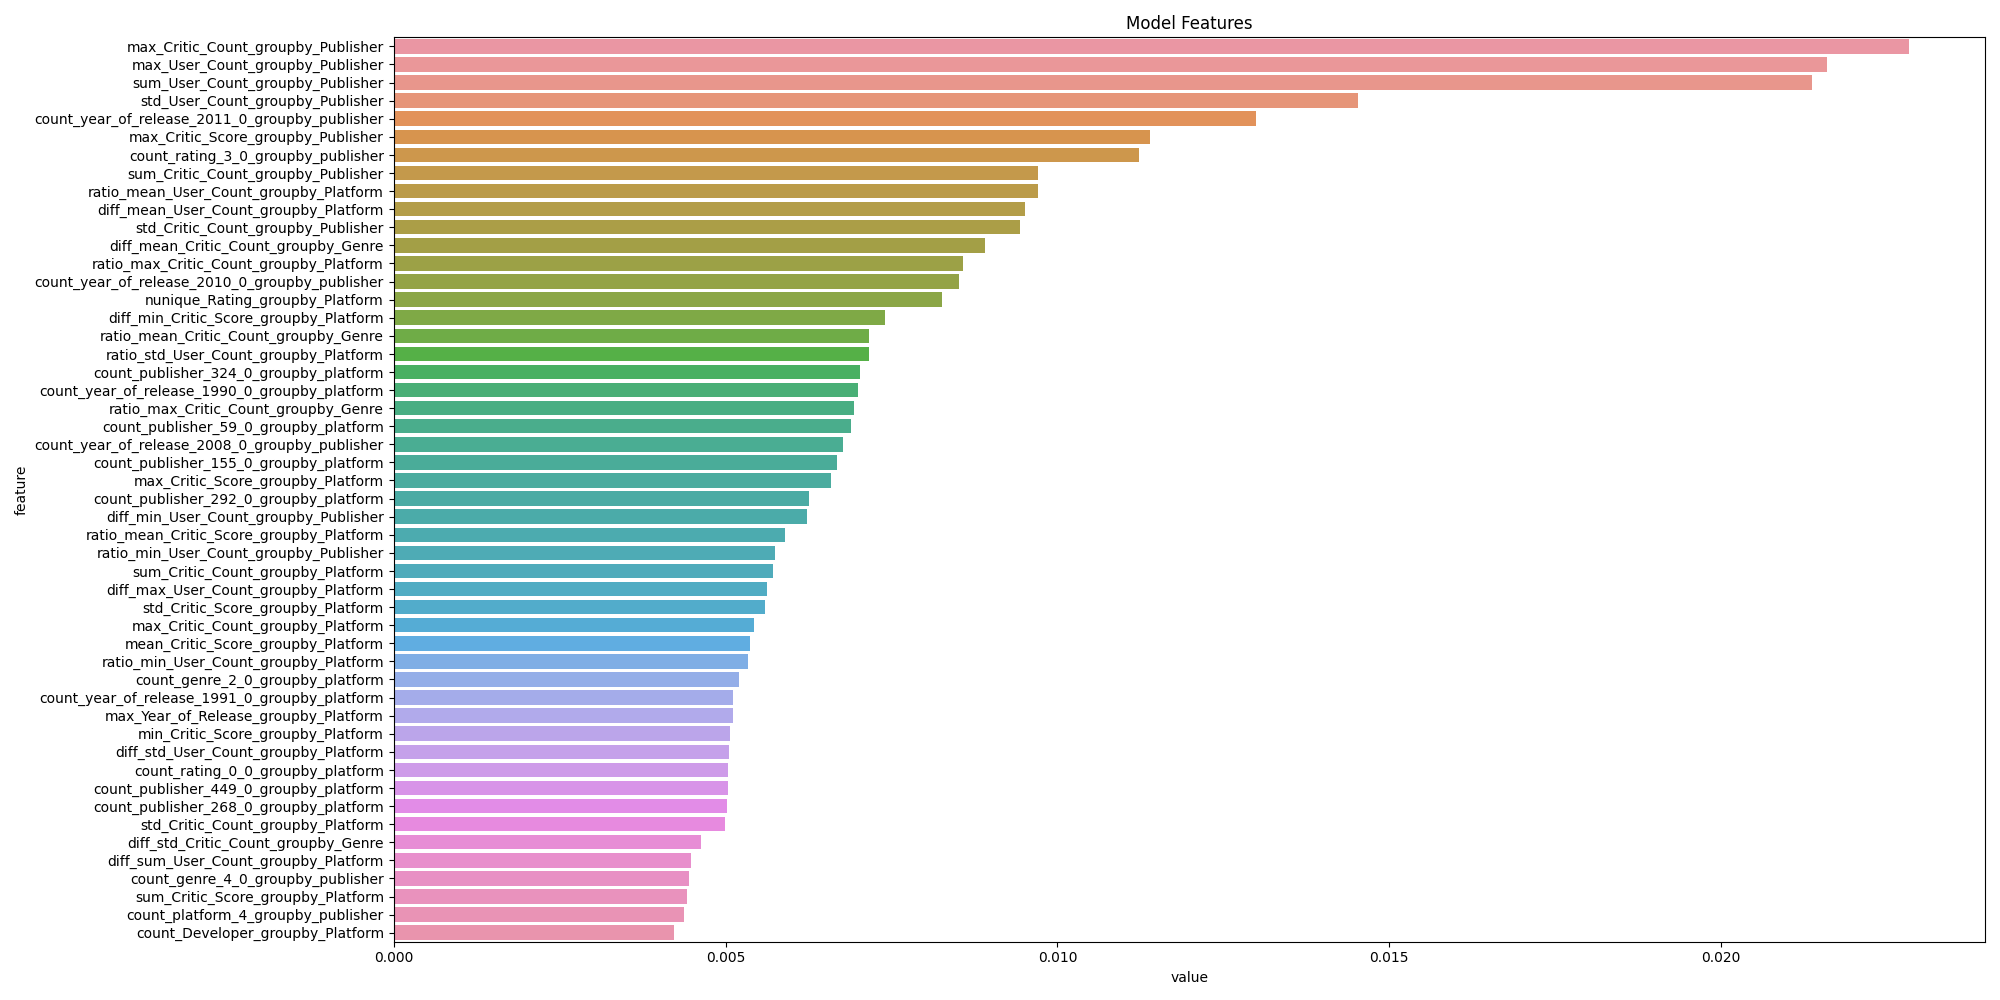 Model Features
max_Critic_Count_groupby_Publisher
max_User_Count_groupby_Publisher
sum_User_Count_groupby_Publisher
std_User_Count_groupby_Publisher
count_year_of_release_2011_0_groupby_publisher
max_Critic_Score_groupby_Publisher
count_rating_3_0_groupby_publisher
sum_Critic_Count_groupby_Publisher
ratio_mean_User_Count_groupby_Platform
diff_mean_User_Count_groupby_Platform
std_Critic_Count_groupby_Publisher
diff_mean_Critic_Count_groupby_Genre
ratio_max_Critic_Count_groupby_Platform
count_year_of_release_2010_0_groupby_publisher
nunique_Rating_groupby_Platform
diff_min_Critic_Score_groupby_Platform
ratio_mean_Critic_Count_groupby_Genre
ratio_std_User_Count_groupby_Platform
count_publisher_324_0_groupby_platform
count_year_of_release_1990_0_groupby_platform
ratio_max_Critic_Count_groupby_Genre
count_publisher_59_0_groupby_platform
count_year_of_release_2008_0_groupby_publisher
count_publisher_155_0_groupby_platform
max_Critic_Score_groupby_Platform
count_publisher_292_0_groupby_platform
diff_min_User_Count_groupby_Publisher
ratio_mean_Critic_Score_groupby_Platform
ratio_min_User_Count_groupby_Publisher
sum_Critic_Count_groupby_Platform
diff_max_User_Count_groupby_Platform
std_Critic_Score_groupby_Platform
max_Critic_Count_groupby_Platform
mean_Critic_Score_groupby_Platform
ratio_min_User_Count_groupby_Platform
count_genre_2_0_groupby_platform
count_year_of_release_1991_0_groupby_platform
max_Year_of_Release_groupby_Platform
min_Critic_Score_groupby_Platform
diff_std_User_Count_groupby_Platform
count_rating_0_0_groupby_platform
count_publisher_449_0_groupby_platform
count_publisher_268_0_groupby_platform
std_Critic_Count_groupby_Platform
diff_std_Critic_Count_groupby_Genre
diff_sum_User_Count_groupby_Platform
count_genre_4_0_groupby_publisher
sum_Critic_Score_groupby_Platform
count_platform_4_groupby_publisher
count_Developer_groupby_Platform
feature
0.000 0.005 0.010 0.015 0.020
value